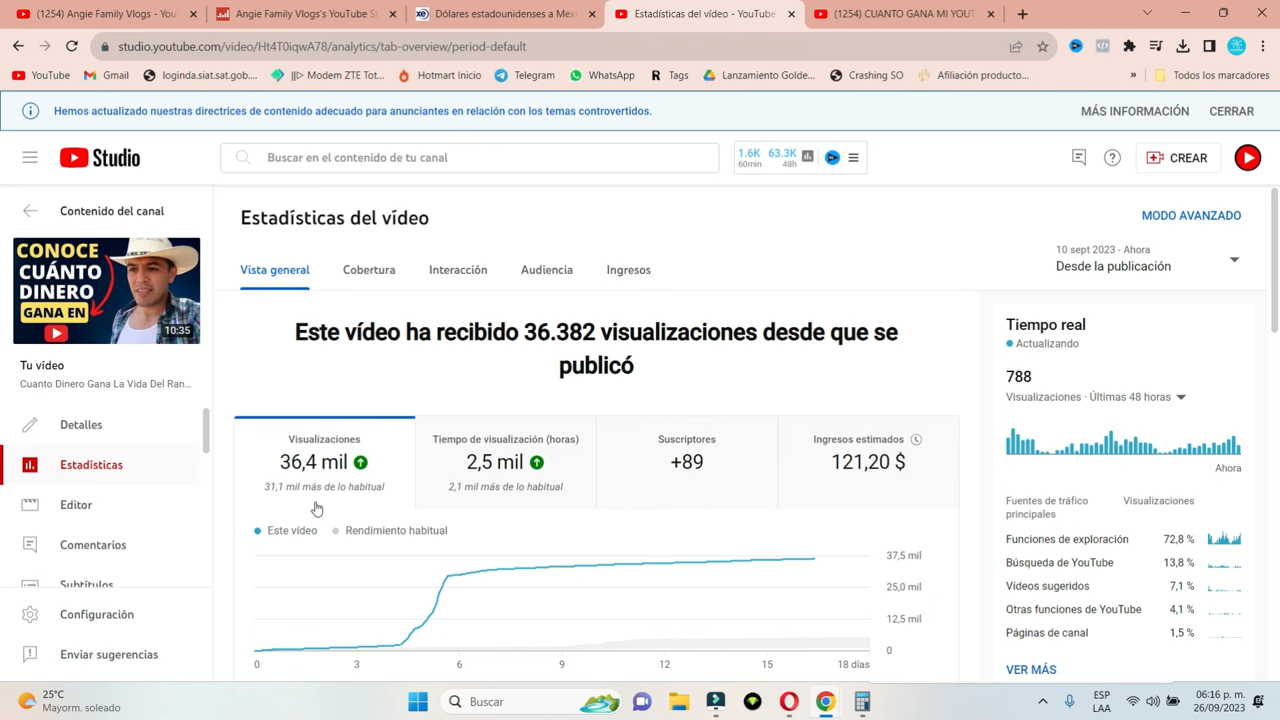 (1254) Angie Family Vlogs - YouT
Angie Family Vlogs's YouTube St
Dólares estadounidenses a Mexi
Estadísticas del vídeo - YouTube
(1254) CUANTO GANA MI YOUT
studio.youtube.com/video/Ht4T0iqwA78/analytics/tab-overview/period-default
YouTube
Gmail
loginda.siat.sat.gob....
||▷ Modem ZTE Tot...
Hotmart Inicio
Telegram
WhatsApp
Tags
Lanzamiento Golde...
Crashing SO
Afiliación producto...
»
Todos los marcadores
Hemos actualizado nuestras directrices de contenido adecuado para anunciantes en relación con los temas controvertidos.
MÁS INFORMACIÓN
CERRAR
Studio
Buscar en el contenido de tu canal
1.6K 63.3K
60min 48h
CREAR
Contenido del canal
CONOCE
CUÁNTO
DINERO
GANA EN
10:35
Tu vídeo
Cuanto Dinero Gana La Vida Del Ran...
Detalles
Estadísticas
Editor
Comentarios
Subtítulos
Configuración
Enviar sugerencias
Estadísticas del vídeo
MODO AVANZADO
10 sept 2023 - Ahora
Desde la publicación
Vista general
Cobertura
Interacción
Audiencia
Ingresos
Este vídeo ha recibido 36.382 visualizaciones desde que se
publicó
Visualizaciones
36,4 mil
31,1 mil más de lo habitual
Tiempo de visualización (horas)
2,5 mil
2,1 mil más de lo habitual
Suscriptores
+89
Ingresos estimados
121,20 $
Este vídeo
Rendimiento habitual
37,5 mil
25,0 mil
12,5 mil
0
0 3 6 9 12 15 18 días
Tiempo real
Actualizando
788
Visualizaciones · Últimas 48 horas
Ahora
Fuentes de tráfico
principales
Visualizaciones
Funciones de exploración 72,8 %
Búsqueda de YouTube 13,8 %
Vídeos sugeridos 7,1 %
Otras funciones de YouTube 4,1 %
Páginas de canal 1,5 %
VER MÁS
25°C
Mayorm. soleado
Buscar
ESP
LAA
06:16 p. m.
26/09/2023